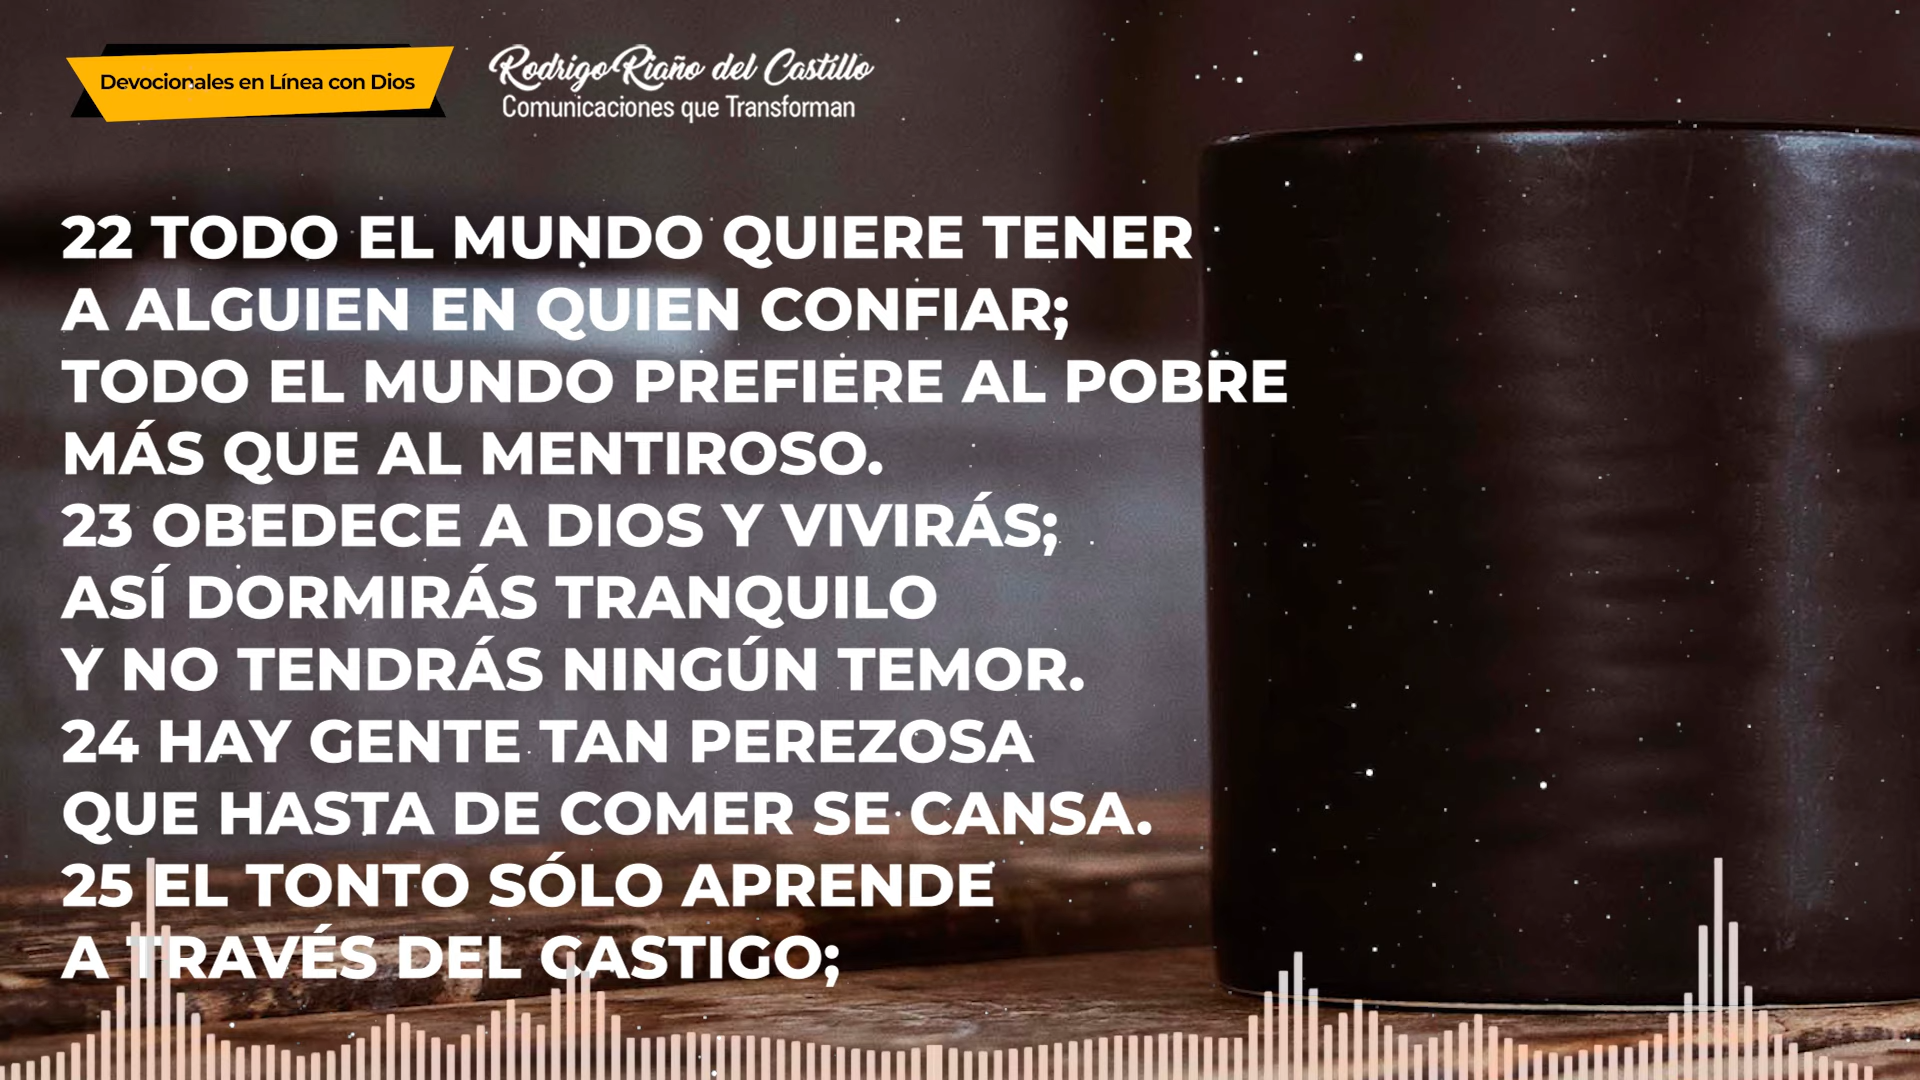 Devocionales en Línea con Dios
Rodrigo Riaño del Castillo
Comunicaciones que Transforman
22 TODO EL MUNDO QUIERE TENER
A ALGUIEN EN QUIEN CONFIAR;
TODO EL MUNDO PREFIERE AL POBRE
MÁS QUE AL MENTIROSO.
23 OBEDECE A DIOS Y VIVIRÁS;
ASÍ DORMIRÁS TRANQUILO
Y NO TENDRÁS NINGÚN TEMOR.
24 HAY GENTE TAN PEREZOSA
QUE HASTA DE COMER SE CANSA.
25 EL TONTO SÓLO APRENDE
A TRAVÉS DEL CASTIGO;